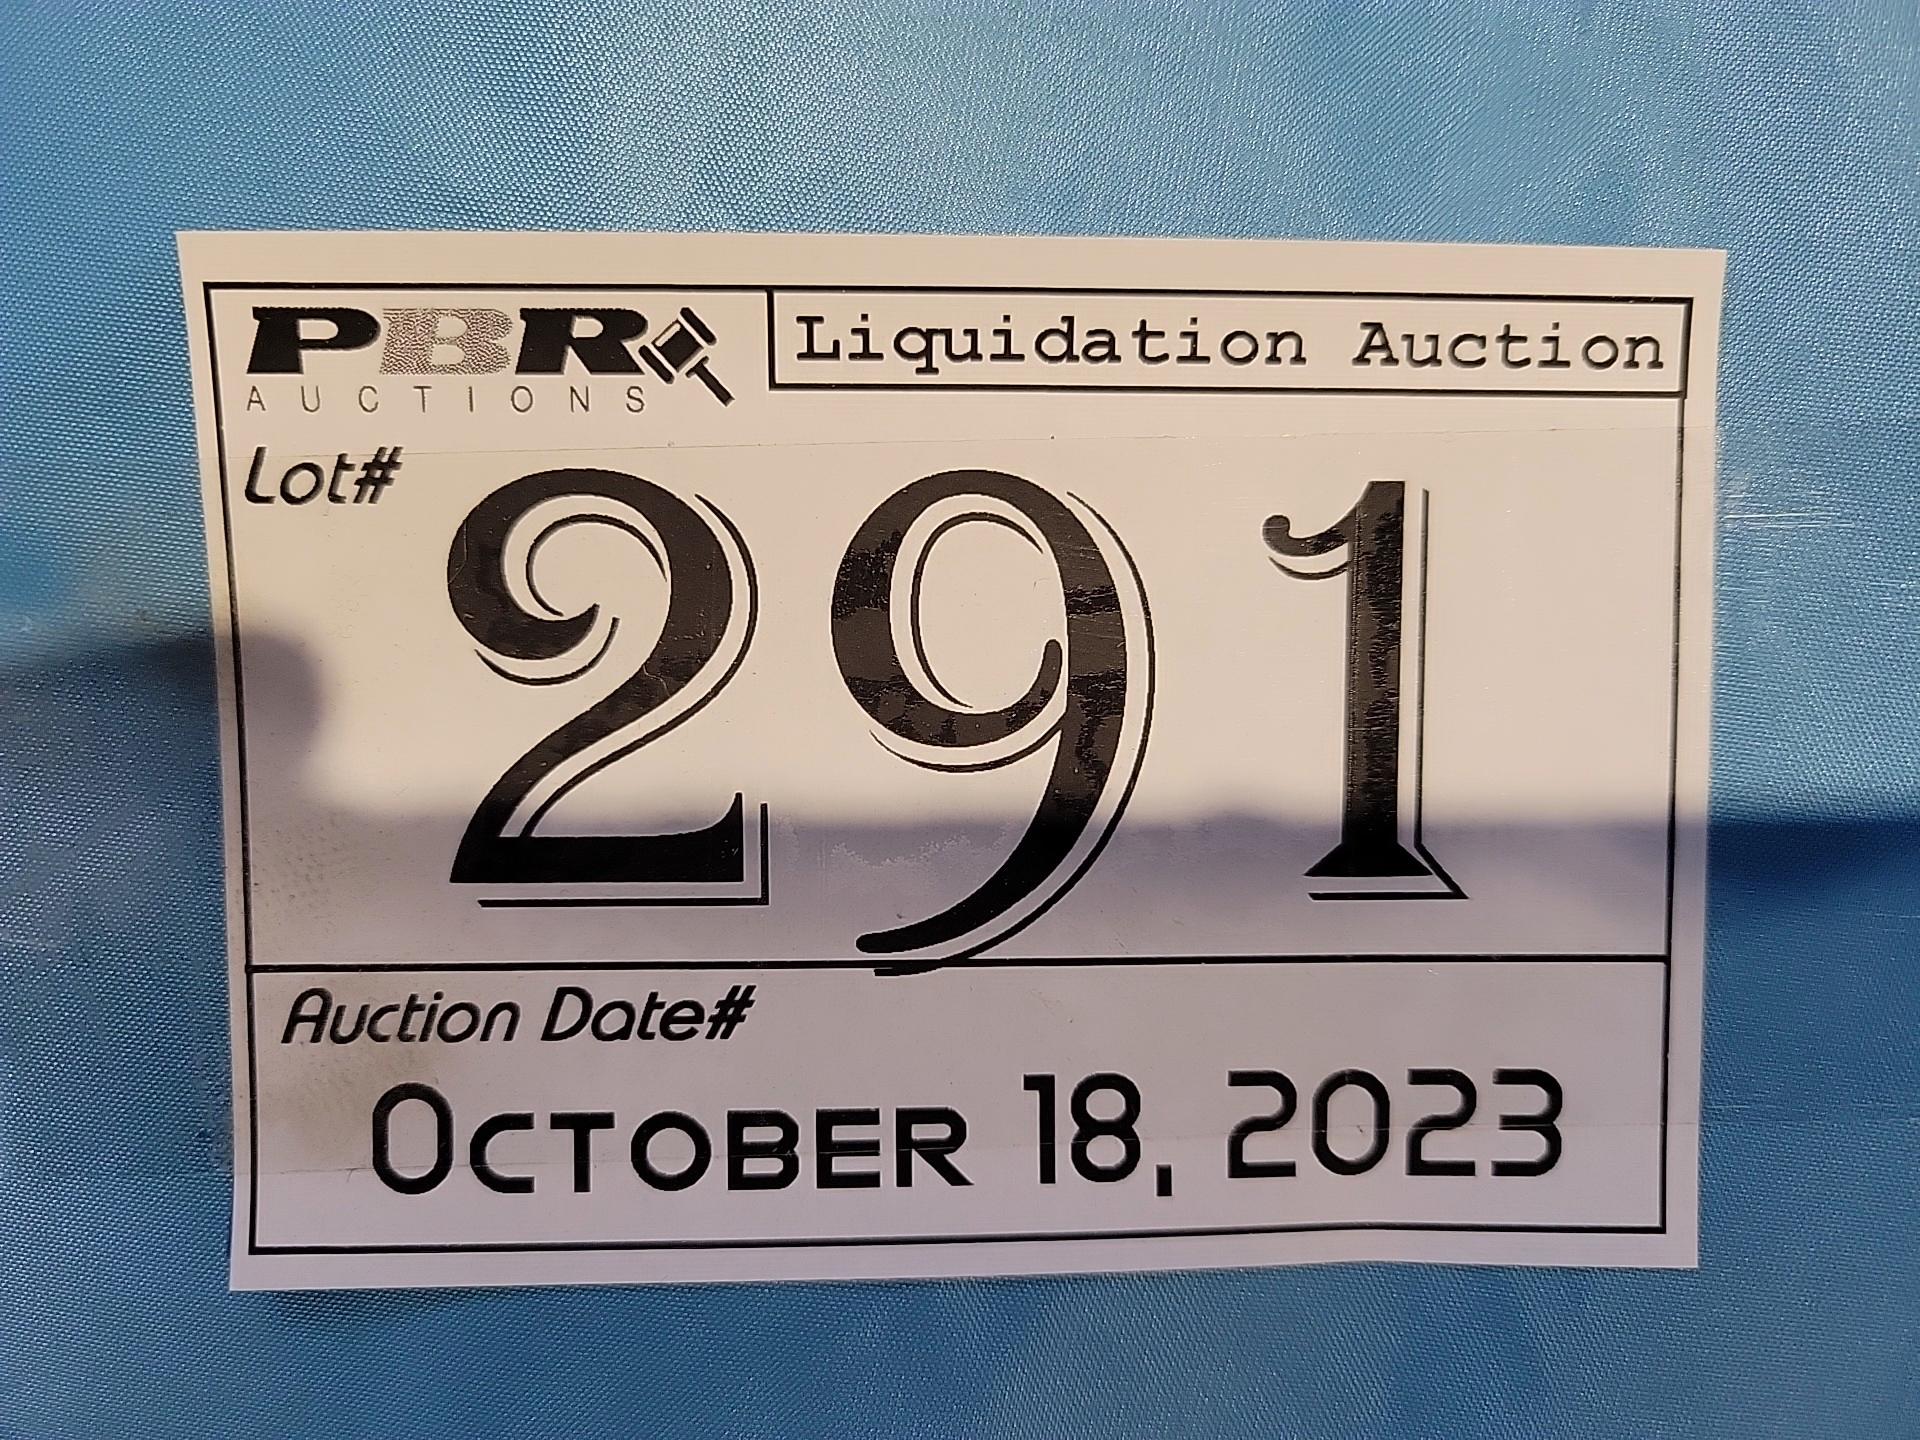 PBR
AUCTIONS
Liquidation Auction
Lot#
291
Auction Date#
October 18, 2023